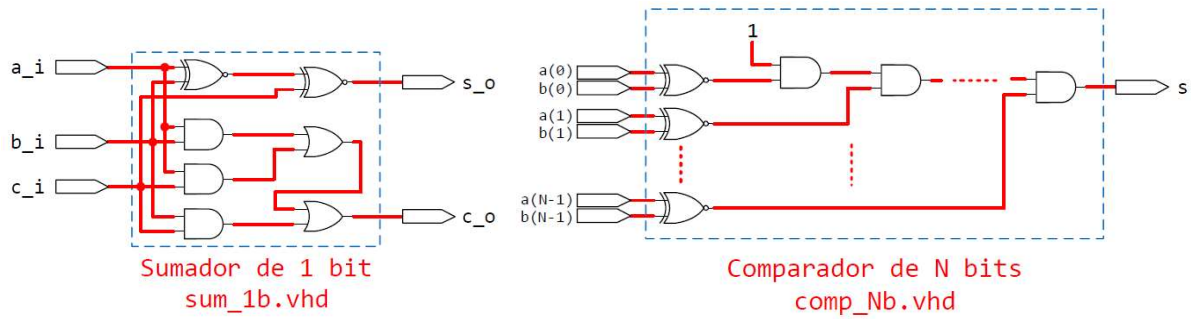 a_i
b_i
c_i
s_o
c_o
Sumador de 1 bit
sum_1b.vhd
1
a(0)
b(0)
a(1)
b(1)
a(N-1)
b(N-1)
s
Comparador de N bits
comp_Nb.vhd